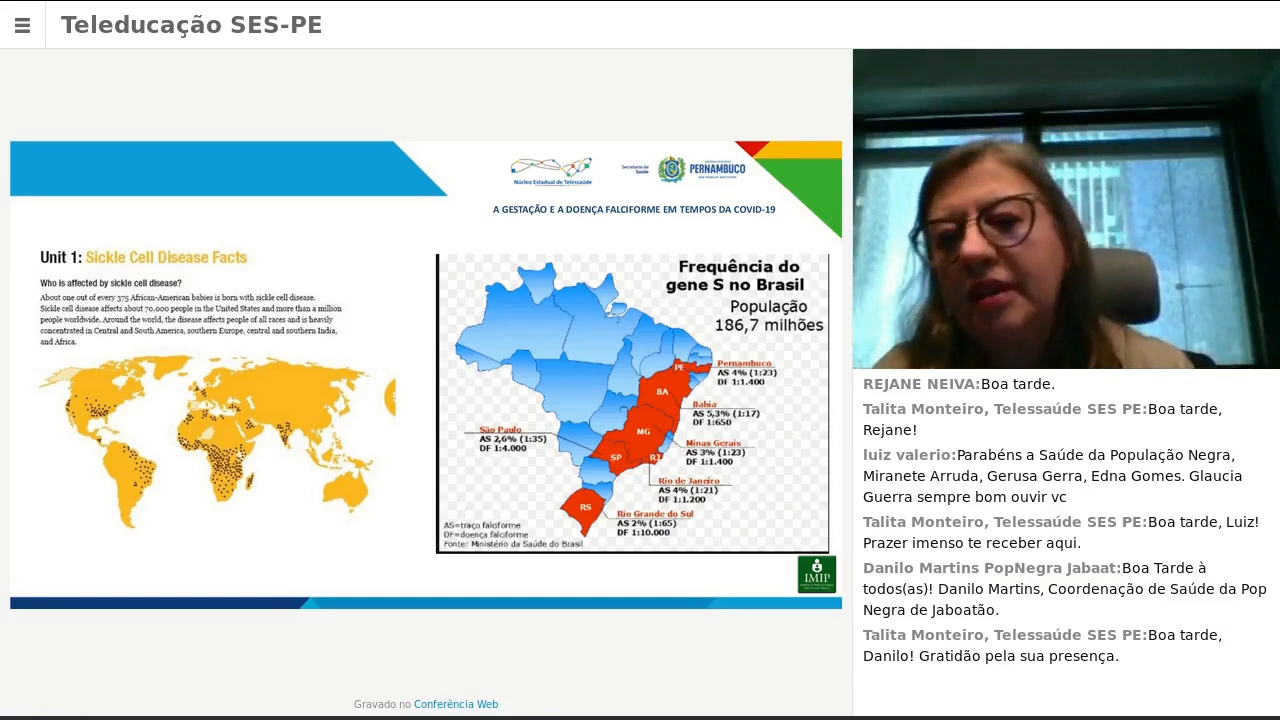 Teleducação SES-PE
Núcleo Estadual de Telessaúde
Secretaria de
Saúde
PERNAMBUCO
A GESTAÇÃO E A DOENÇA FALCIFORME EM TEMPOS DA COVID-19
Unit 1: Sickle Cell Disease Facts
Who is affected by sickle cell disease?
About one out of every 375 African-American babies is born with sickle cell disease.
Sickle cell disease affects about 70,000 people in the United States and more than a million
people worldwide. Around the world, the disease affects people of all races and is heavily
concentrated in Central and South America, southern Europe, central and southern India,
and Africa.
Frequência do
gene S no Brasil
População
186,7 milhões
PE
BA
MG
SP
RJ
RS
Pernambuco
AS 4% (1:23)
DF 1:1.400
Bahia
AS 5,3% (1:17)
DF 1:650
São Paulo
AS 2,6% (1:35)
DF 1:4.000
Minas Gerais
AS 3% (1:23)
DF 1:1.400
Rio de Janeiro
AS 4% (1:21)
DF 1:1.200
Rio Grande do Sul
AS 2% (1:65)
DF 1:10.000
AS=traço falciforme
DF=doença falciforme
Fonte: Ministério da Saúde do Brasil
IMIP
REJANE NEIVA:Boa tarde.
Talita Monteiro, Telessaúde SES PE:Boa tarde,
Rejane!
luiz valerio:Parabéns a Saúde da População Negra,
Miranete Arruda, Gerusa Gerra, Edna Gomes. Glaucia
Guerra sempre bom ouvir vc
Talita Monteiro, Telessaúde SES PE:Boa tarde, Luiz!
Prazer imenso te receber aqui.
Danilo Martins PopNegra Jabaat:Boa Tarde à
todos(as)! Danilo Martins, Coordenação de Saúde da Pop
Negra de Jaboatão.
Talita Monteiro, Telessaúde SES PE:Boa tarde,
Danilo! Gratidão pela sua presença.
Gravado no Conferência Web